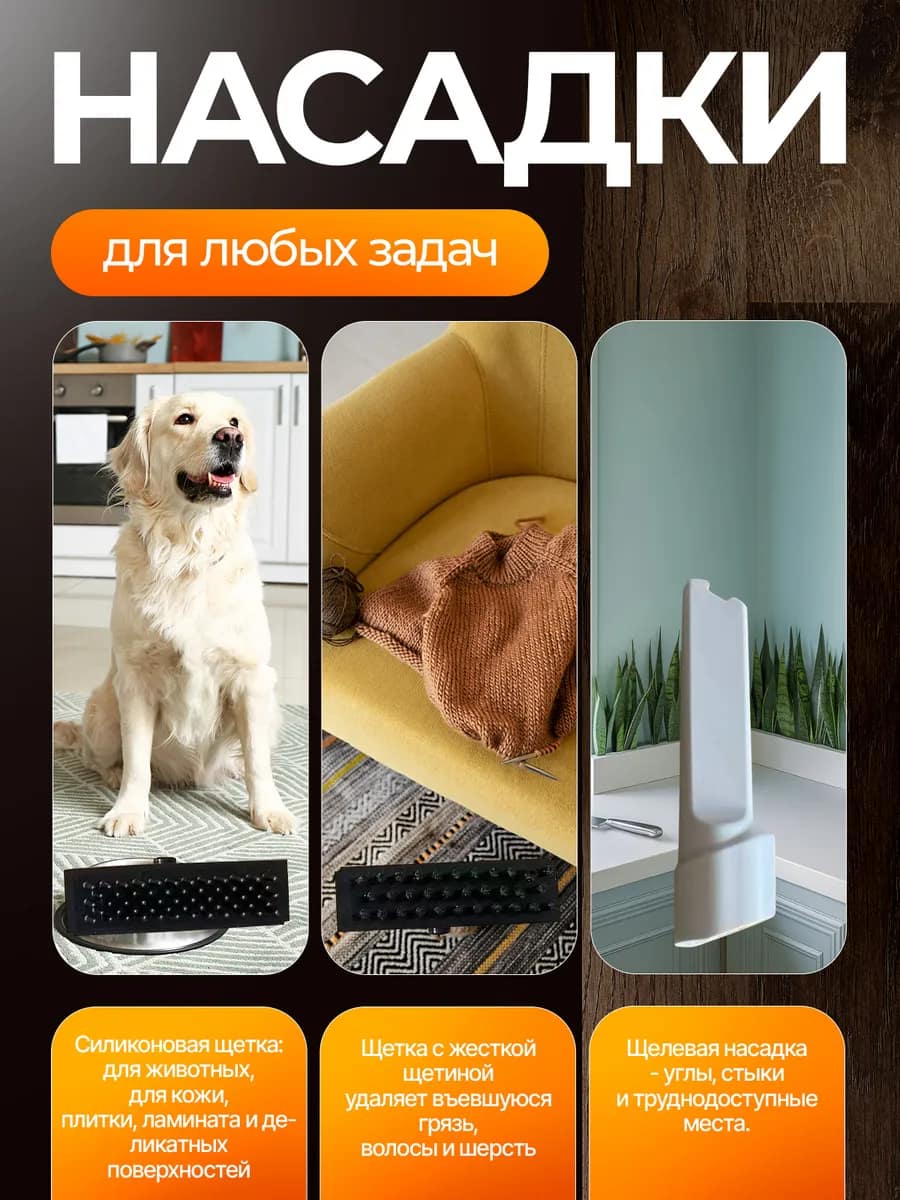 НАСАДКИ
для любых задач
Силиконовая щетка:
для животных,
для кожи,
плитки, ламината и де-
ликатных
поверхностей
Щетка с жесткой
щетиной
удаляет въевшуюся
грязь,
волосы и шерсть
Щелевая насадка
- углы, стыки
и труднодоступные
места.